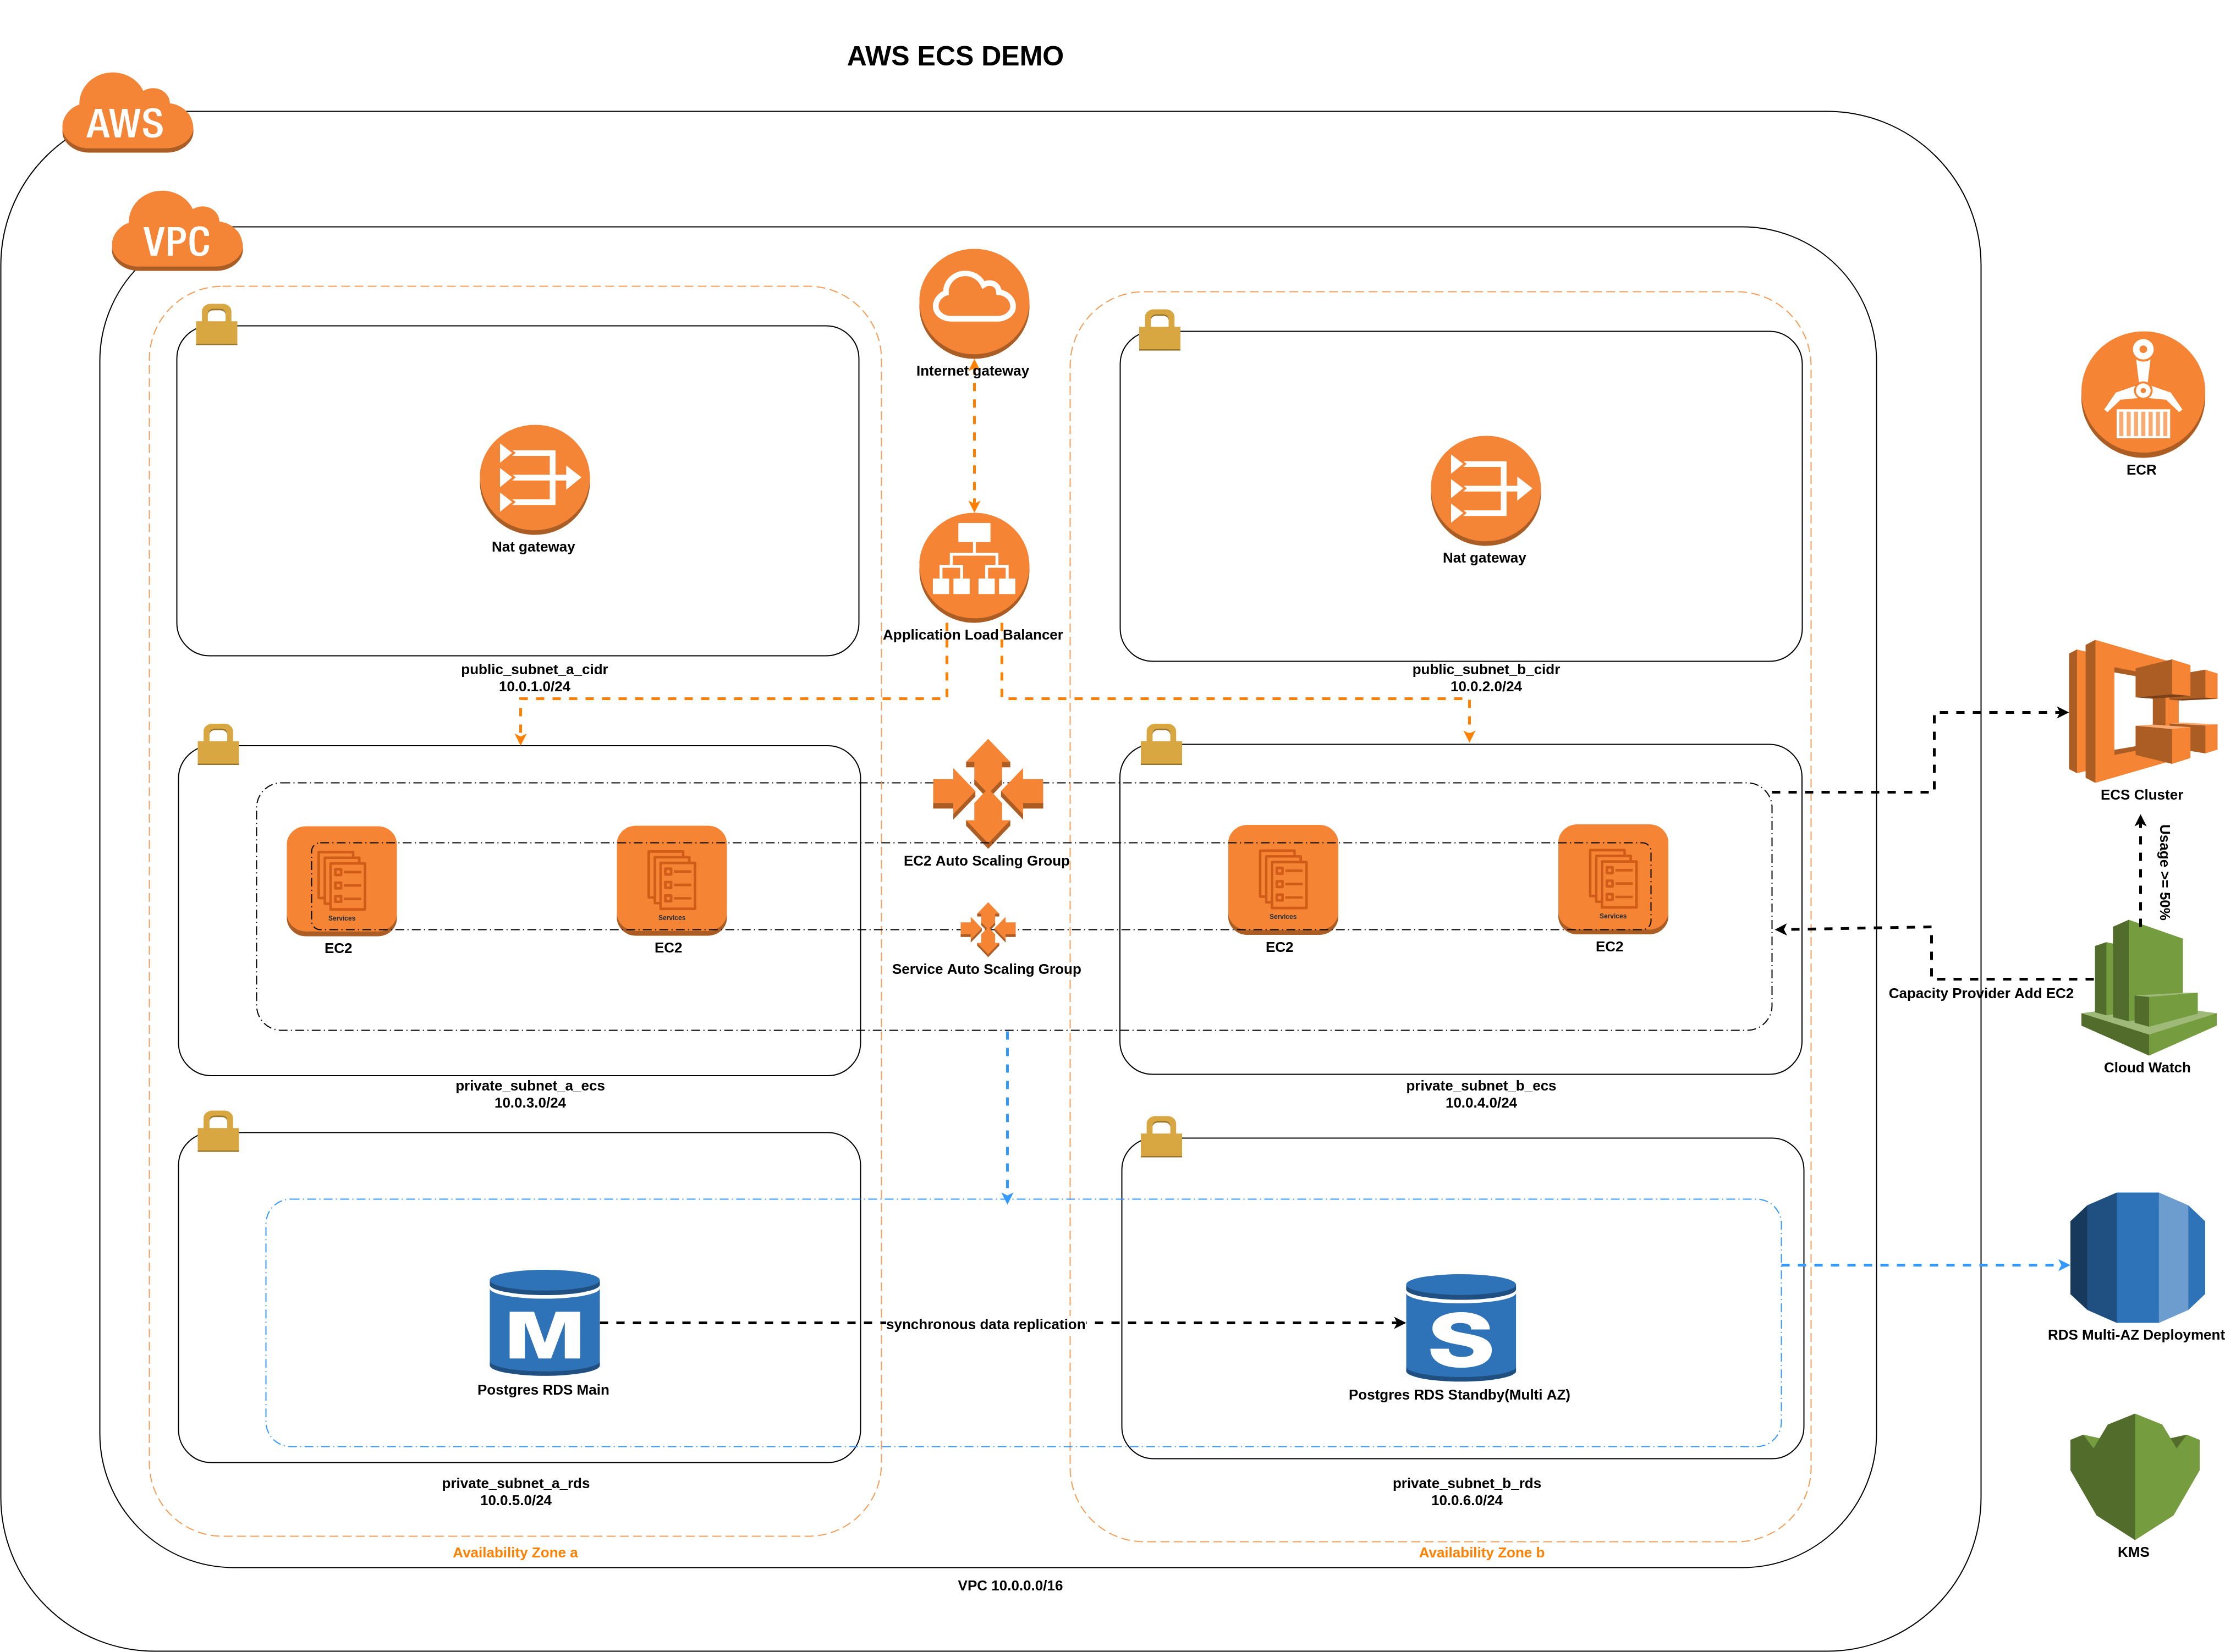 AWS ECS DEMO
AWS
VPC
Internet gateway
Nat gateway
Nat gateway
ECR
Application Load Balancer
public_subnet_a_cidr
10.0.1.0/24
public_subnet_b_cidr
10.0.2.0/24
ECS Cluster
EC2 Auto Scaling Group
Usage >= 50%
Services
Services
Services
Services
EC2
EC2
EC2
EC2
Service Auto Scaling Group
Capacity Provider Add EC2
Cloud Watch
private_subnet_a_ecs
10.0.3.0/24
private_subnet_b_ecs
10.0.4.0/24
M
synchronous data replication
S
RDS Multi-AZ Deployment
Postgres RDS Main
Postgres RDS Standby(Multi AZ)
private_subnet_a_rds
10.0.5.0/24
private_subnet_b_rds
10.0.6.0/24
Availability Zone a
Availability Zone b
KMS
VPC 10.0.0.0/16